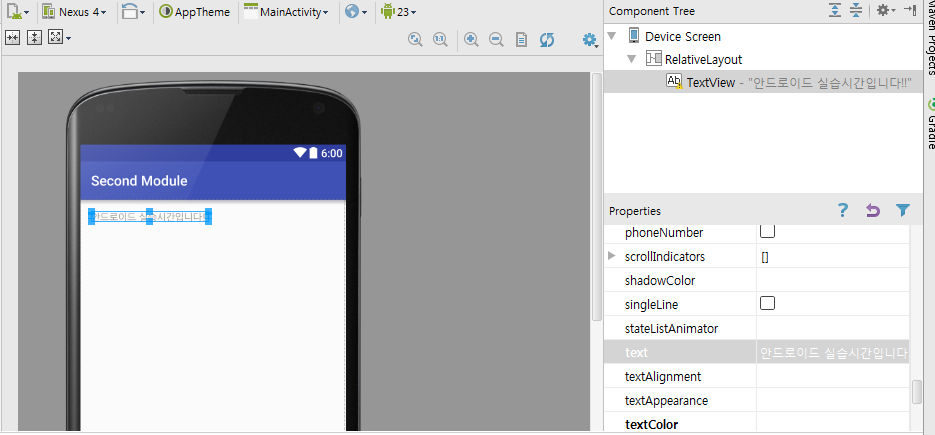 Nexus 4
AppTheme
MainActivity
23
6:00
Second Module
안드로이드 실습시간입니다!!
Component Tree
Device Screen
RelativeLayout
Ab
TextView - "안드로이드 실습시간입니다!!"
Properties
?
phoneNumber
scrollIndicators []
shadowColor
singleLine
stateListAnimator
text 안드로이드 실습시간입니다
textAlignment
textAppearance
textColor
Maven Projects
Gradle